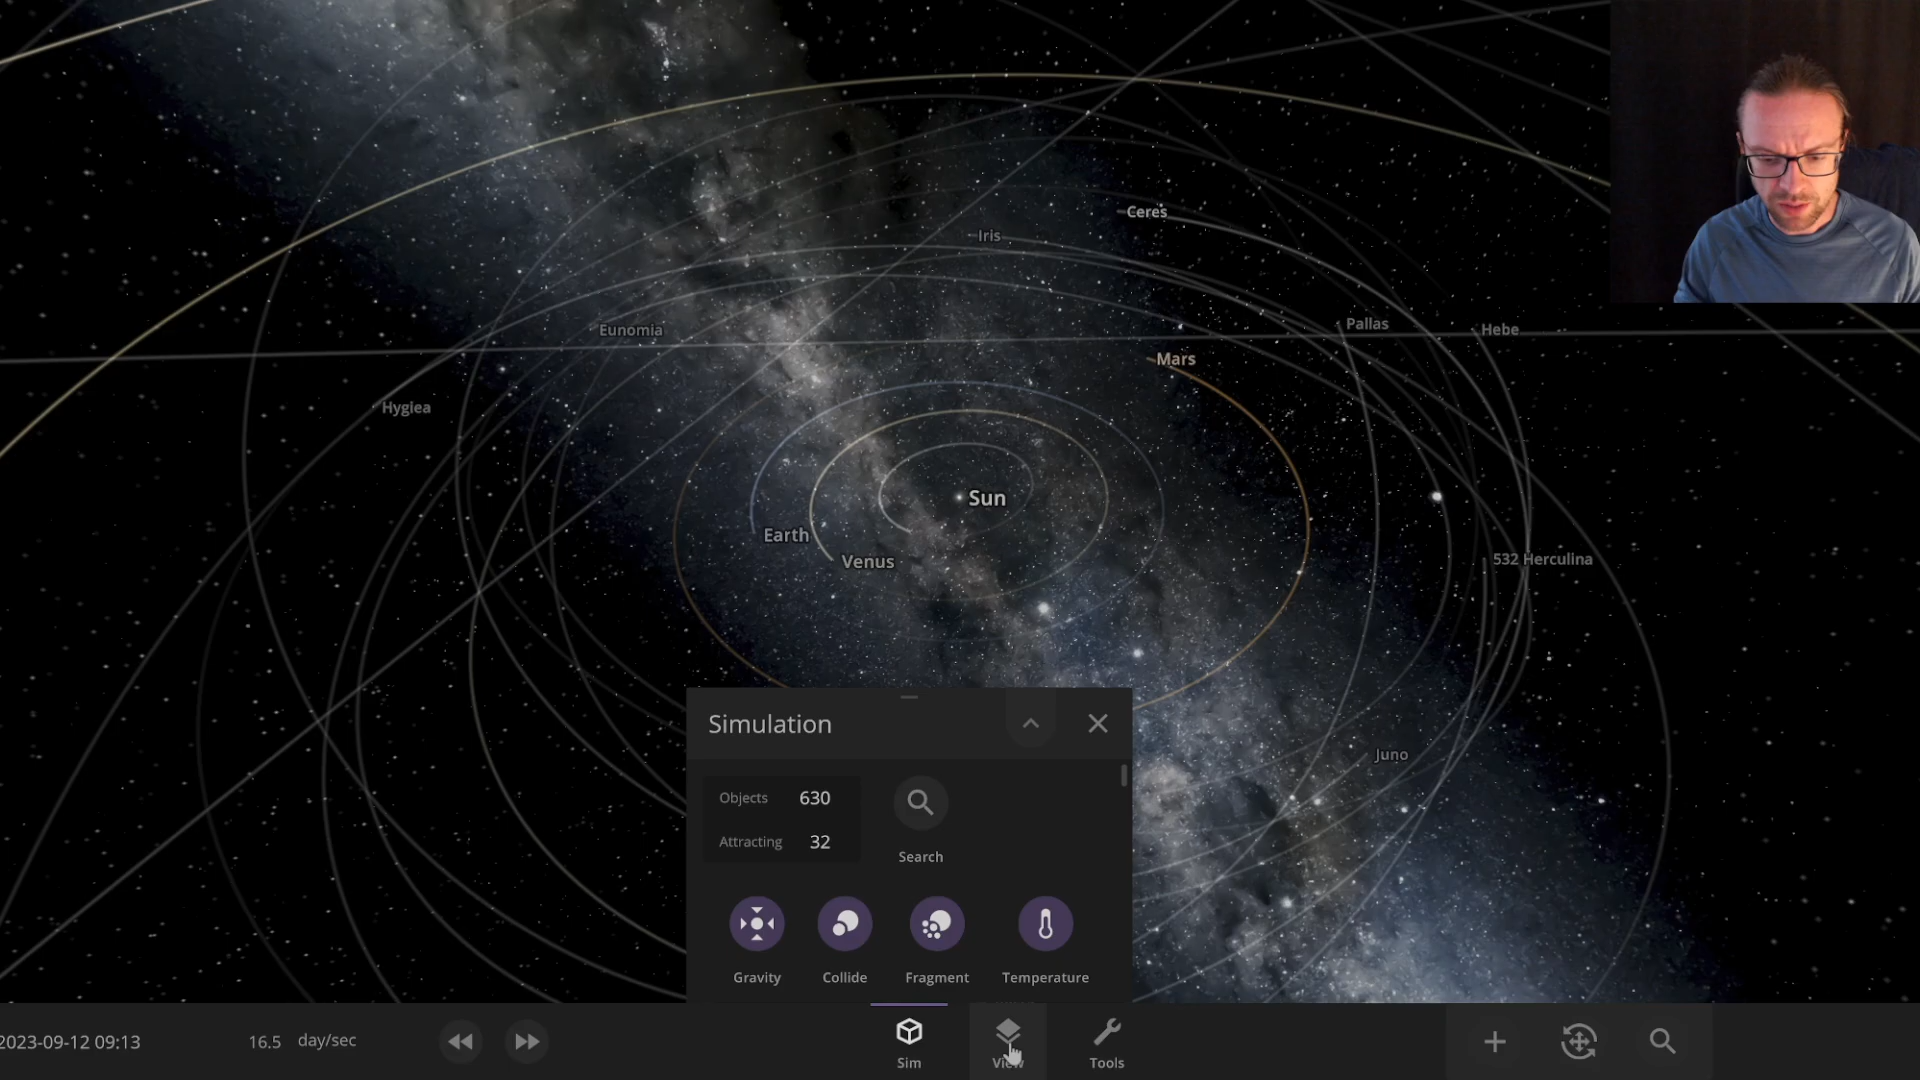 Ceres
Iris
Eunomia
Pallas
Hebe
Mars
Hygiea
Sun
Earth
532 Herculina
Venus
Simulation
Juno
Objects 630
Attracting 32
Search
Gravity Collide Fragment Temperature
2023-09-12 09:13 16.5 day/sec
Sim View Tools